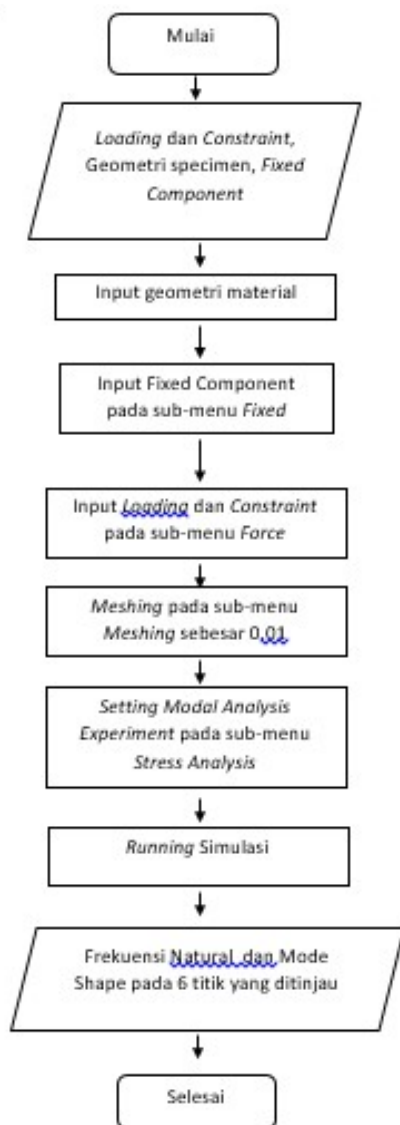 Mulai
Loading dan Constraint,
Geometri specimen, Fixed
Component
Input geometri material
Input Fixed Component
pada sub-menu Fixed
Input Loading dan Constraint
pada sub-menu Force
Meshing pada sub-menu
Meshing sebesar 0,01
Setting Modal Analysis
Experiment pada sub-menu
Stress Analysis
Running Simulasi
Frekuensi Natural dan Mode
Shape pada 6 titik yang ditinjau
Selesai